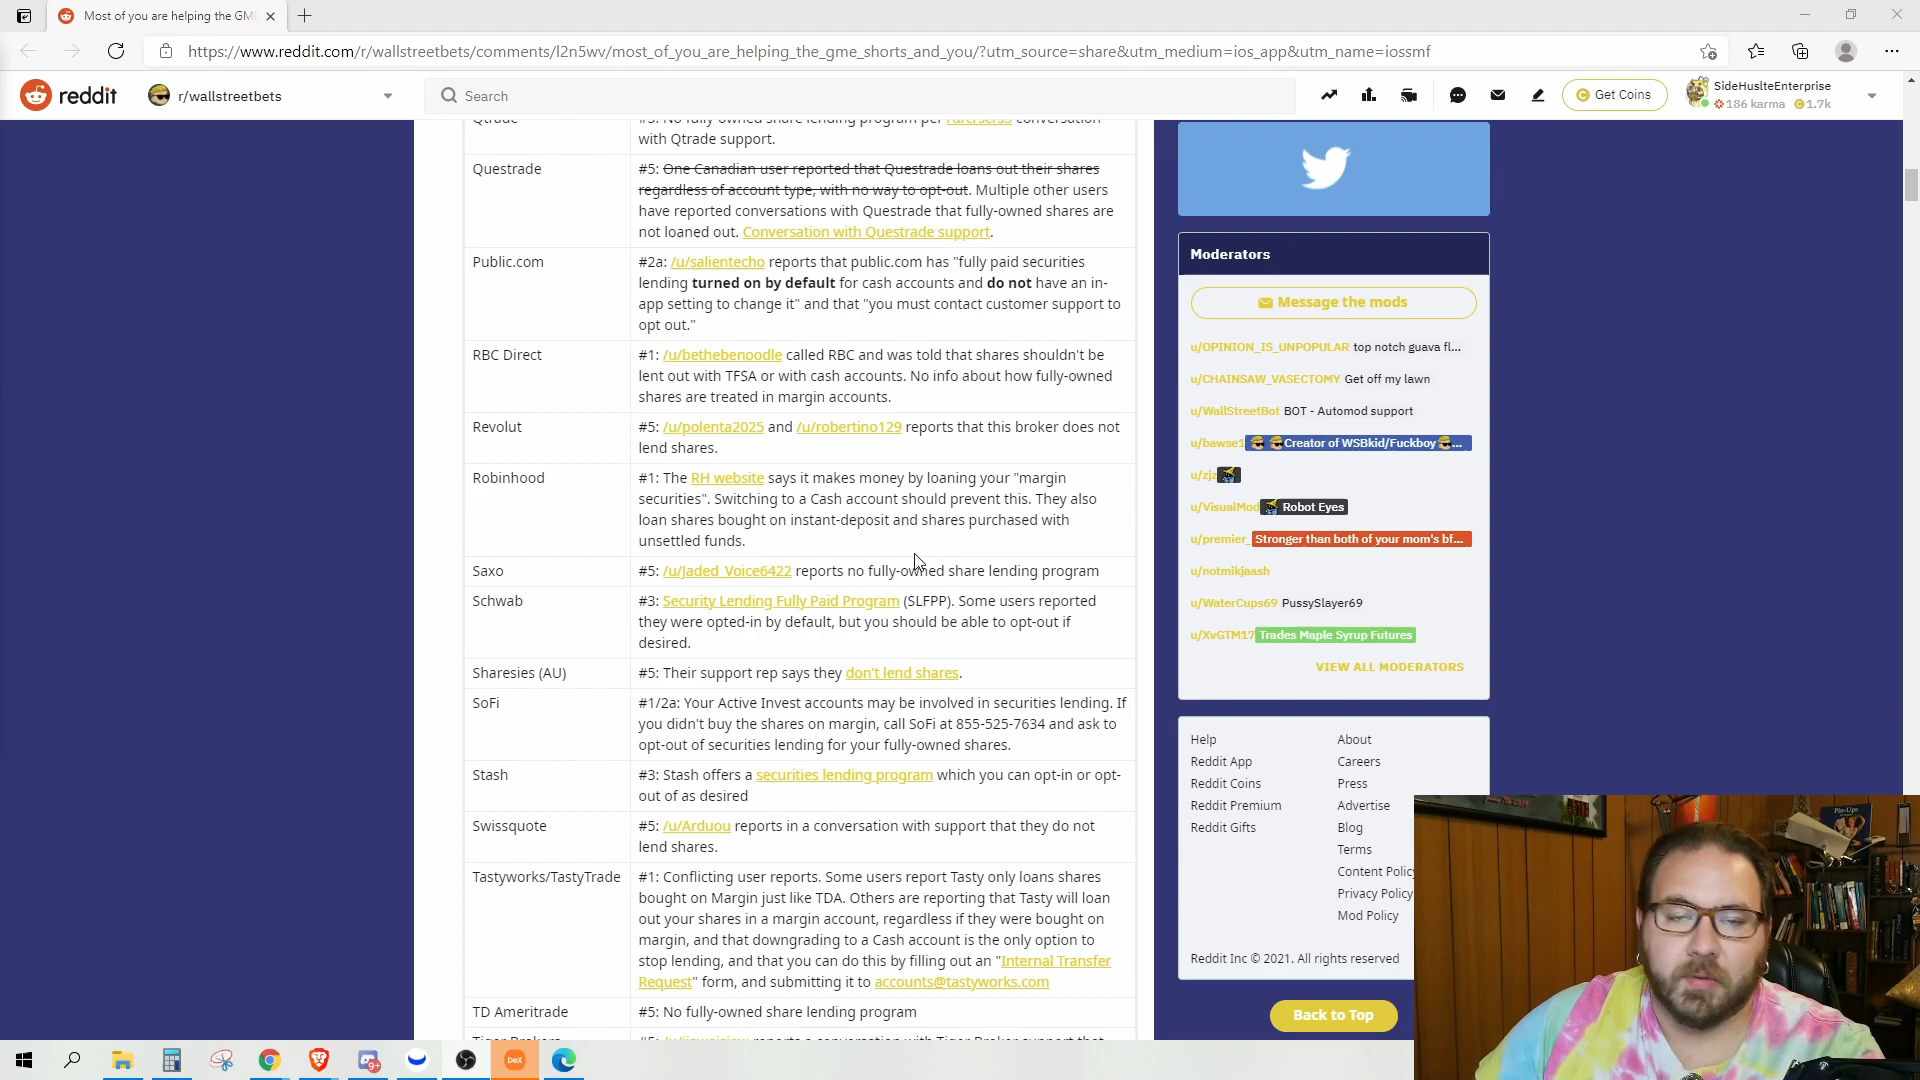 Most of you are helping the GM
https://www.reddit.com/r/wallstreetbets/comments/l2n5wv/most_of_you_are_helping_the_gme_shorts_and_you/?utm_source=share&utm_medium=ios_app&utm_name=iossmf
reddit
r/wallstreetbets
Search
Get Coins
SideHuslteEnterprise
186 karma
1.7k
Qtrade
#5: No fully-owned share lending program per conversation
with Qtrade support.
Questrade
#5: One Canadian user reported that Questrade loans out their shares
regardless of account type, with no way to opt-out. Multiple other users
have reported conversations with Questrade that fully-owned shares are
not loaned out. Conversation with Questrade support.
Public.com
#2a: /u/salientecho reports that public.com has "fully paid securities
lending turned on by default for cash accounts and do not have an in-
app setting to change it" and that "you must contact customer support to
opt out."
RBC Direct
#1: /u/bethebenoodle called RBC and was told that shares shouldn't be
lent out with TFSA or with cash accounts. No info about how fully-owned
shares are treated in margin accounts.
Revolut
#5: /u/polenta2025 and /u/robertino129 reports that this broker does not
lend shares.
Robinhood
#1: The RH website says it makes money by loaning your "margin
securities". Switching to a Cash account should prevent this. They also
loan shares bought on instant-deposit and shares purchased with
unsettled funds.
Saxo
#5: /u/Jaded_Voice6422 reports no fully-owned share lending program
Schwab
#3: Security Lending Fully Paid Program (SLFPP). Some users reported
they were opted-in by default, but you should be able to opt-out if
desired.
Sharesies (AU)
#5: Their support rep says they don't lend shares.
SoFi
#1/2a: Your Active Invest accounts may be involved in securities lending. If
you didn't buy the shares on margin, call SoFi at 855-525-7634 and ask to
opt-out of securities lending for your fully-owned shares.
Stash
#3: Stash offers a securities lending program which you can opt-in or opt-
out of as desired
Swissquote
#5: /u/Arduou reports in a conversation with support that they do not
lend shares.
Tastyworks/TastyTrade
#1: Conflicting user reports. Some users report Tasty only loans shares
bought on Margin just like TDA. Others are reporting that Tasty will loan
out your shares in a margin account, regardless if they were bought on
margin, and that downgrading to a Cash account is the only option to
stop lending, and that you can do this by filling out an "Internal Transfer
Request" form, and submitting it to accounts@tastyworks.com
TD Ameritrade
#5: No fully-owned share lending program
Moderators
Message the mods
u/OPINION_IS_UNPOPULAR top notch guava fl...
u/CHAINSAW_VASECTOMY Get off my lawn
u/WallStreetBot BOT - Automod support
u/bawse1 Creator of WSBkid/Fuckboy ...
u/zjz
u/VisualMod Robot Eyes
u/premier_ Stronger than both of your mom's bf...
u/notmikjaash
u/WaterCups69 PussySlayer69
u/XvGTM17 Trades Maple Syrup Futures
VIEW ALL MODERATORS
Help
About
Reddit App
Careers
Reddit Coins
Press
Reddit Premium
Advertise
Reddit Gifts
Blog
Terms
Content Policy
Privacy Policy
Mod Policy
Reddit Inc © 2021. All rights reserved
Back to Top
9+
DeX